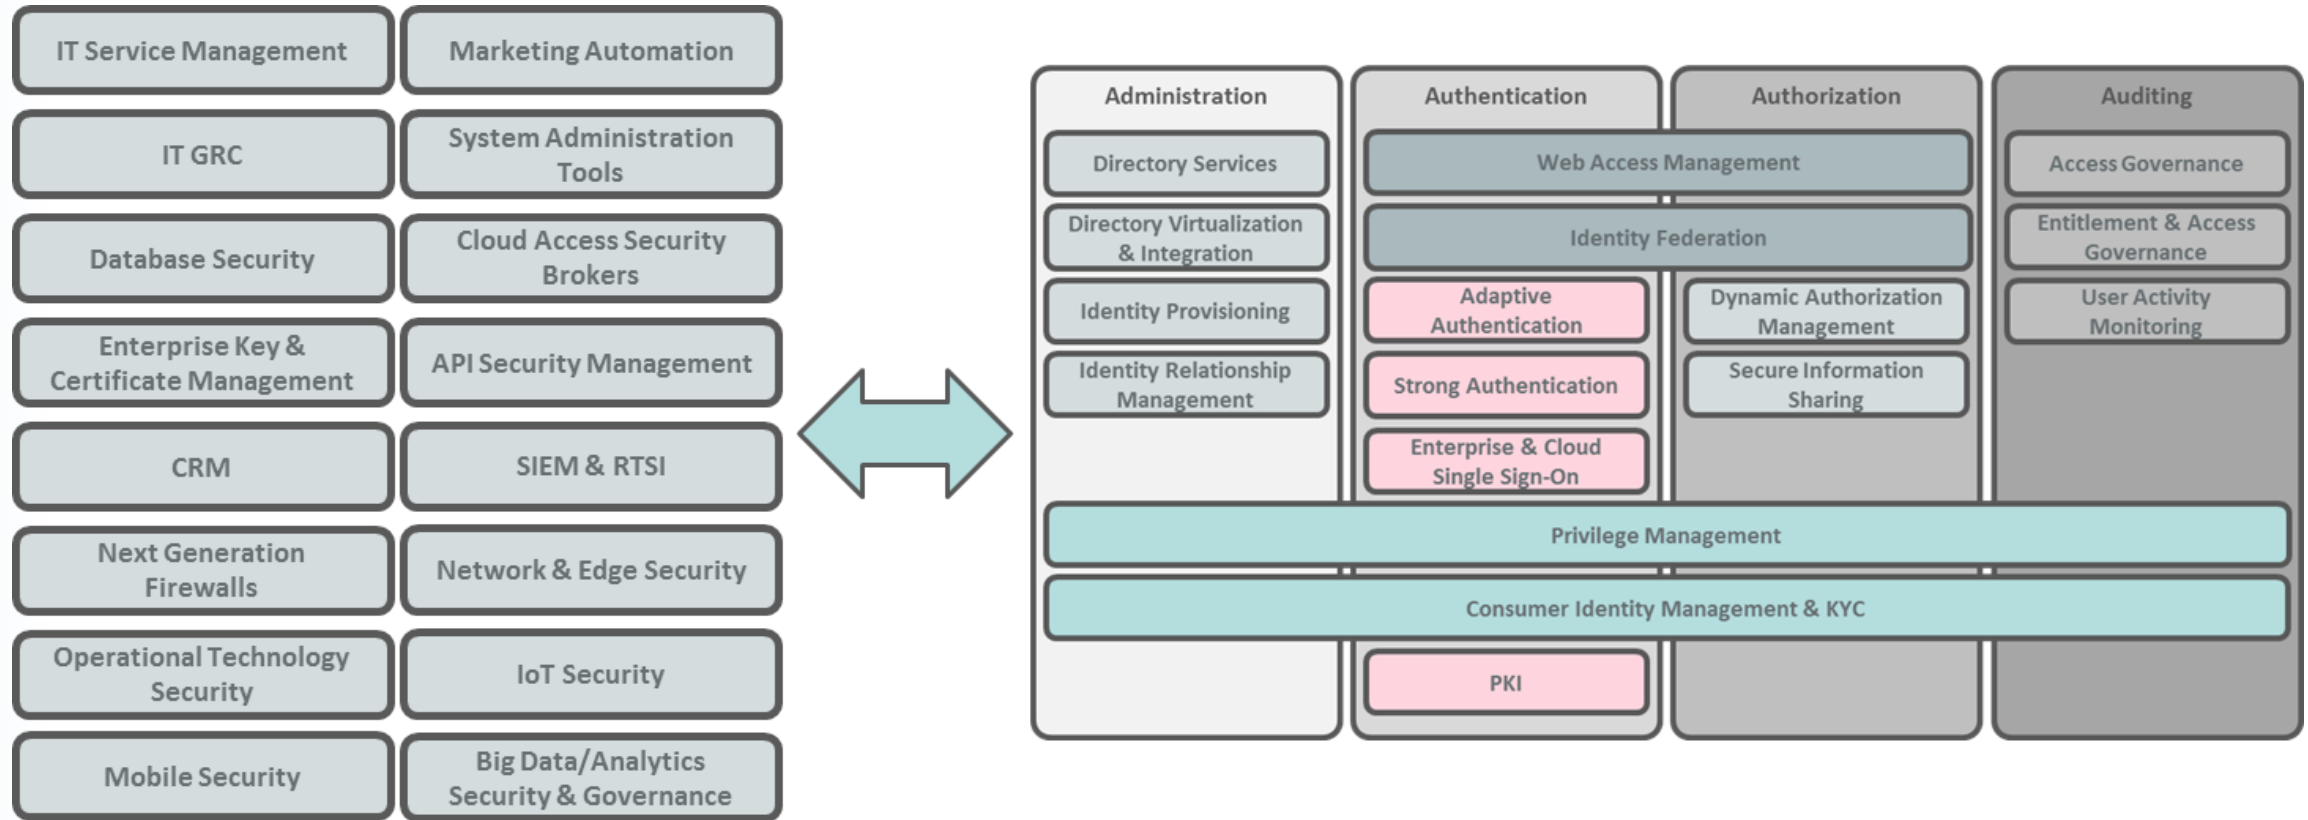 IT Service Management
Marketing Automation
IT GRC
System Administration
Tools
Database Security
Cloud Access Security
Brokers
Enterprise Key &
Certificate Management
API Security Management
CRM
SIEM & RTSI
Next Generation
Firewalls
Network & Edge Security
Operational Technology
Security
IoT Security
Mobile Security
Big Data/Analytics
Security & Governance
Administration
Directory Services
Directory Virtualization
& Integration
Identity Provisioning
Identity Relationship
Management
Authentication
Authorization
Web Access Management
Identity Federation
Adaptive
Authentication
Strong Authentication
Enterprise & Cloud
Single Sign-On
Dynamic Authorization
Management
Secure Information
Sharing
Auditing
Access Governance
Entitlement & Access
Governance
User Activity
Monitoring
Privilege Management
Consumer Identity Management & KYC
PKI